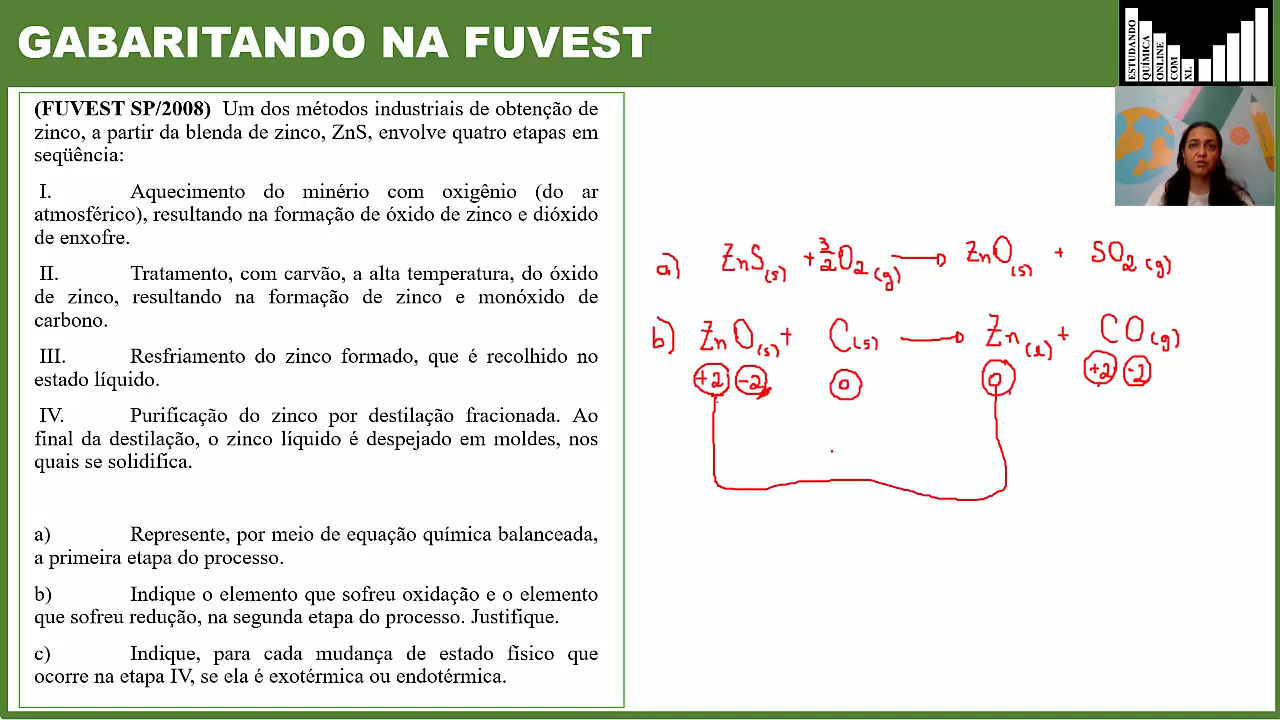 GABARITANDO NA FUVEST
ESTUDANDO
QUÍMICA
ONLINE
COM
XL
(FUVEST SP/2008) Um dos métodos industriais de obtenção de
zinco, a partir da blenda de zinco, ZnS, envolve quatro etapas em
seqüência:
I. Aquecimento do minério com oxigênio (do ar
atmosférico), resultando na formação de óxido de zinco e dióxido
de enxofre.
II. Tratamento, com carvão, a alta temperatura, do óxido
de zinco, resultando na formação de zinco e monóxido de
carbono.
III. Resfriamento do zinco formado, que é recolhido no
estado líquido.
IV. Purificação do zinco por destilação fracionada. Ao
final da destilação, o zinco líquido é despejado em moldes, nos
quais se solidifica.
a) Represente, por meio de equação química balanceada,
a primeira etapa do processo.
b) Indique o elemento que sofreu oxidação e o elemento
que sofreu redução, na segunda etapa do processo. Justifique.
c) Indique, para cada mudança de estado físico que
ocorre na etapa IV, se ela é exotérmica ou endotérmica.
a) ZnS(s) + 3/2 O2(g) → ZnO(s) + SO2(g)
b) ZnO(s) + C(s) → Zn(l) + CO(g)
+2 -2 0 0 +2 -2